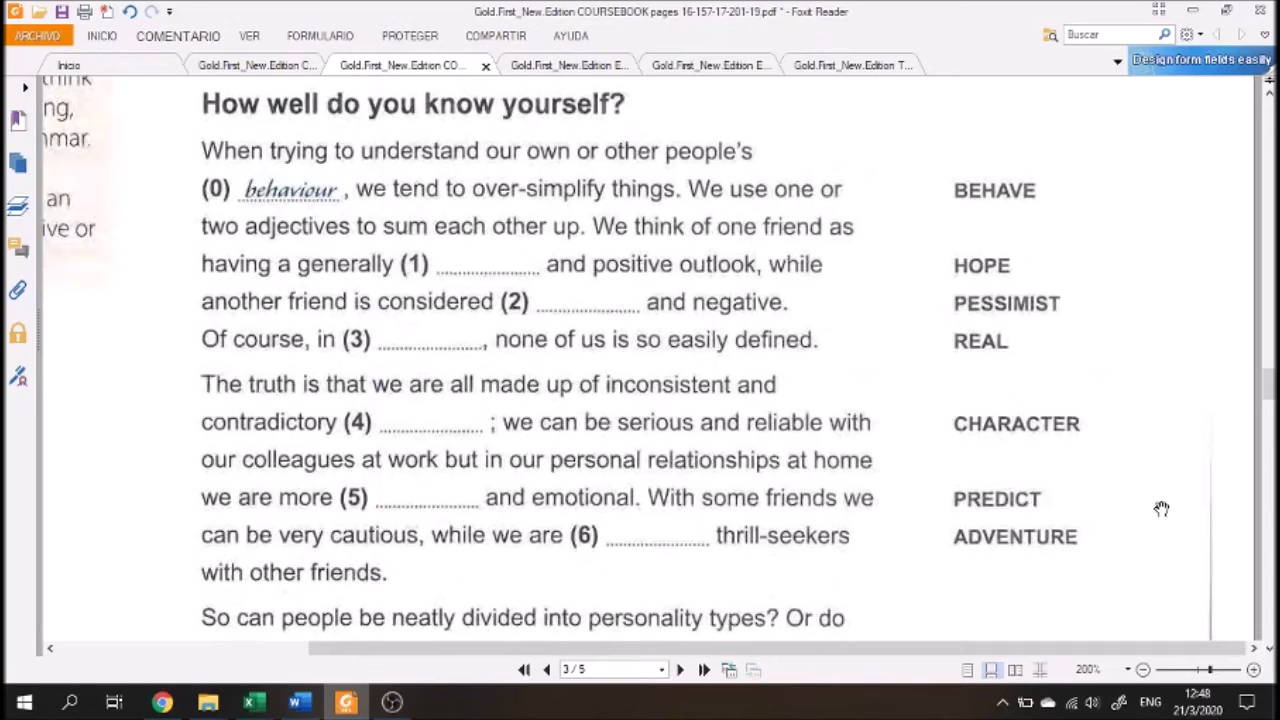 Gold.First_New.Edition COURSEBOOK pages 16-157-17-201-19.pdf * - Foxit Reader
ARCHIVO INICIO COMENTARIO VER FORMULARIO PROTEGER COMPARTIR AYUDA Buscar
Inicio Gold.First_New.Edition C... Gold.First_New.Edition CO... Gold.First_New.Edition E... Gold.First_New.Edition E... Gold.First_New.Edition T... Design form fields easily
think
ng,
mmar.
an
ive or
How well do you know yourself?
When trying to understand our own or other people's
(0) behaviour , we tend to over-simplify things. We use one or BEHAVE
two adjectives to sum each other up. We think of one friend as
having a generally (1) .................... and positive outlook, while HOPE
another friend is considered (2) .................... and negative. PESSIMIST
Of course, in (3) ...................., none of us is so easily defined. REAL
The truth is that we are all made up of inconsistent and
contradictory (4) .................... ; we can be serious and reliable with CHARACTER
our colleagues at work but in our personal relationships at home
we are more (5) .................... and emotional. With some friends we PREDICT
can be very cautious, while we are (6) .................... thrill-seekers ADVENTURE
with other friends.
So can people be neatly divided into personality types? Or do
3 / 5 200%
ENG 12:48
21/3/2020